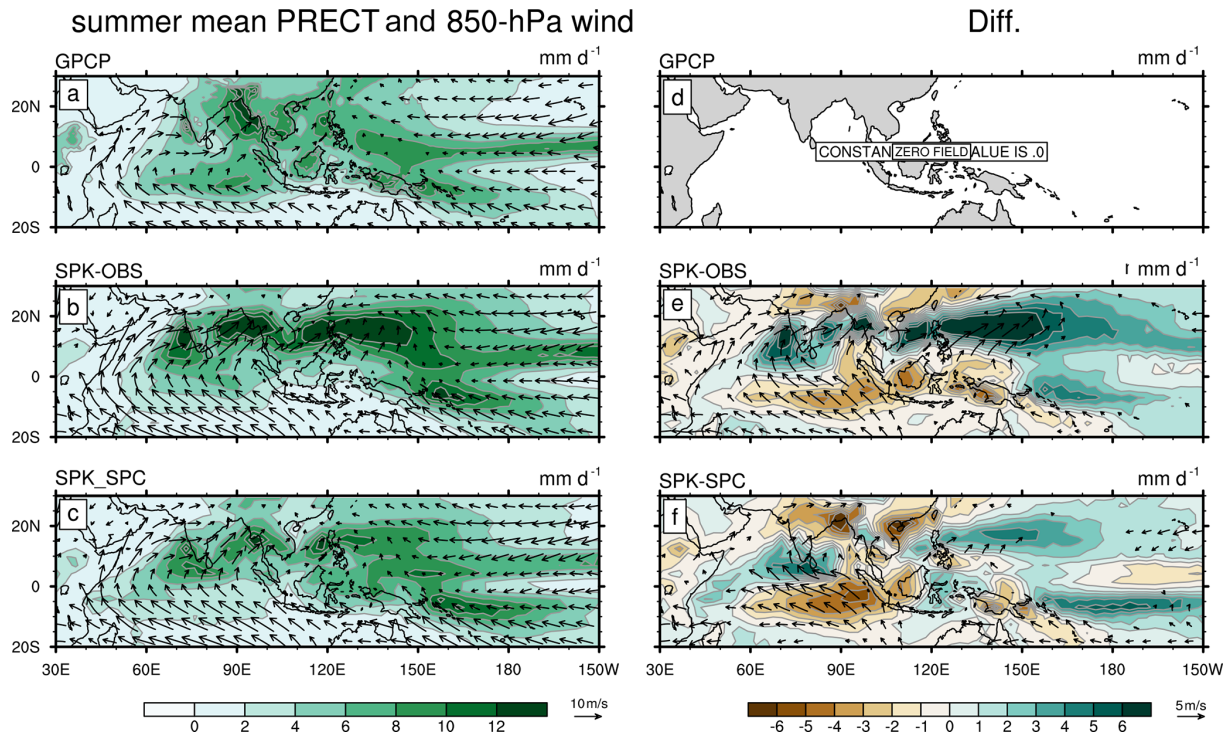 summer mean PRECT and 850-hPa wind
Diff.
GPCP
mm d-1
mm d-1
a
d
20N
0
20S
CONSTAN
ZERO FIELD
ALUE IS .0
SPK-OBS
mm d-1
SPK-OBS
mm d-1
b
e
20N
0
20S
SPK_SPC
mm d-1
SPK-SPC
mm d-1
c
f
20N
0
20S
30E 60E 90E 120E 150E 180 150W
30E 60E 90E 120E 150E 180 150W
0 2 4 6 8 10 12
10 m/s
-6 -5 -4 -3 -2 -1 0 1 2 3 4 5 6
5 m/s